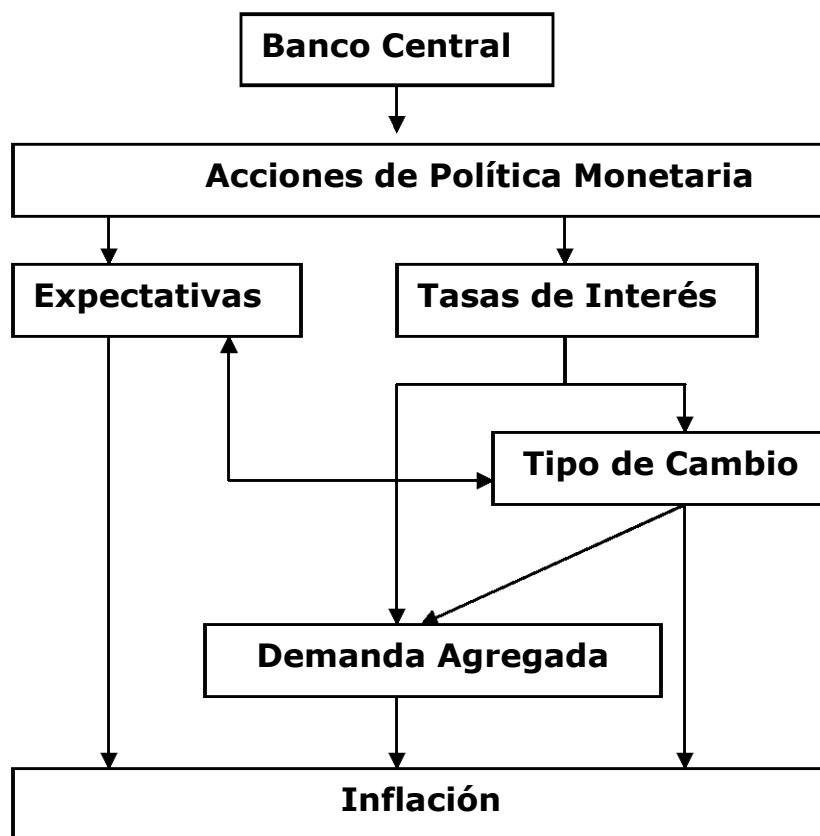 Banco Central
Acciones de Política Monetaria
Expectativas
Tasas de Interés
Tipo de Cambio
Demanda Agregada
Inflación